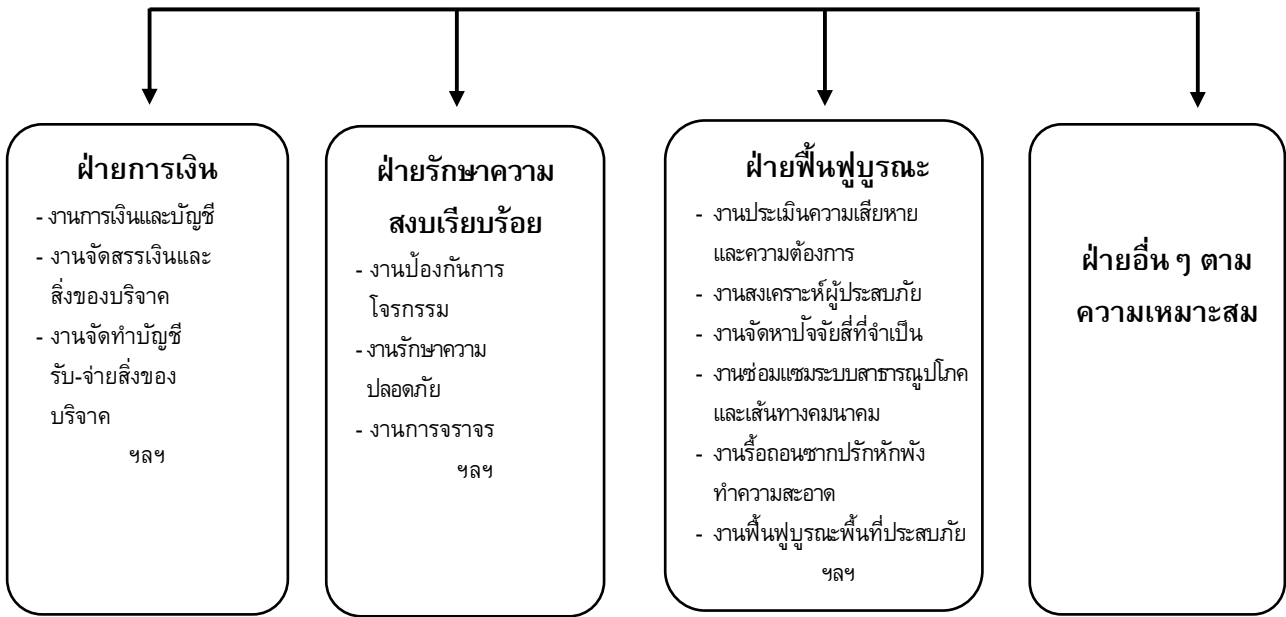 ฝ่ายการเงิน
- งานการเงินและบัญชี
- งานจัดสรรเงินและ
สิ่งของบริจาค
- งานจัดทำบัญชี
รับ-จ่ายสิ่งของ
บริจาค
ฯลฯ
ฝ่ายรักษาความ
สงบเรียบร้อย
- งานป้องกันการ
โจรกรรม
- งานรักษาความ
ปลอดภัย
- งานการจราจร
ฯลฯ
ฝ่ายฟื้นฟูบูรณะ
- งานประเมินความเสียหาย
และความต้องการ
- งานสงเคราะห์ผู้ประสบภัย
- งานจัดหาปัจจัยสี่ที่จำเป็น
- งานซ่อมแซมระบบสาธารณูปโภค
และเส้นทางคมนาคม
- งานรื้อถอนซากปรักหักพัง
ทำความสะอาด
- งานฟื้นฟูบูรณะพื้นที่ประสบภัย
ฯลฯ
ฝ่ายอื่น ๆ ตาม
ความเหมาะสม